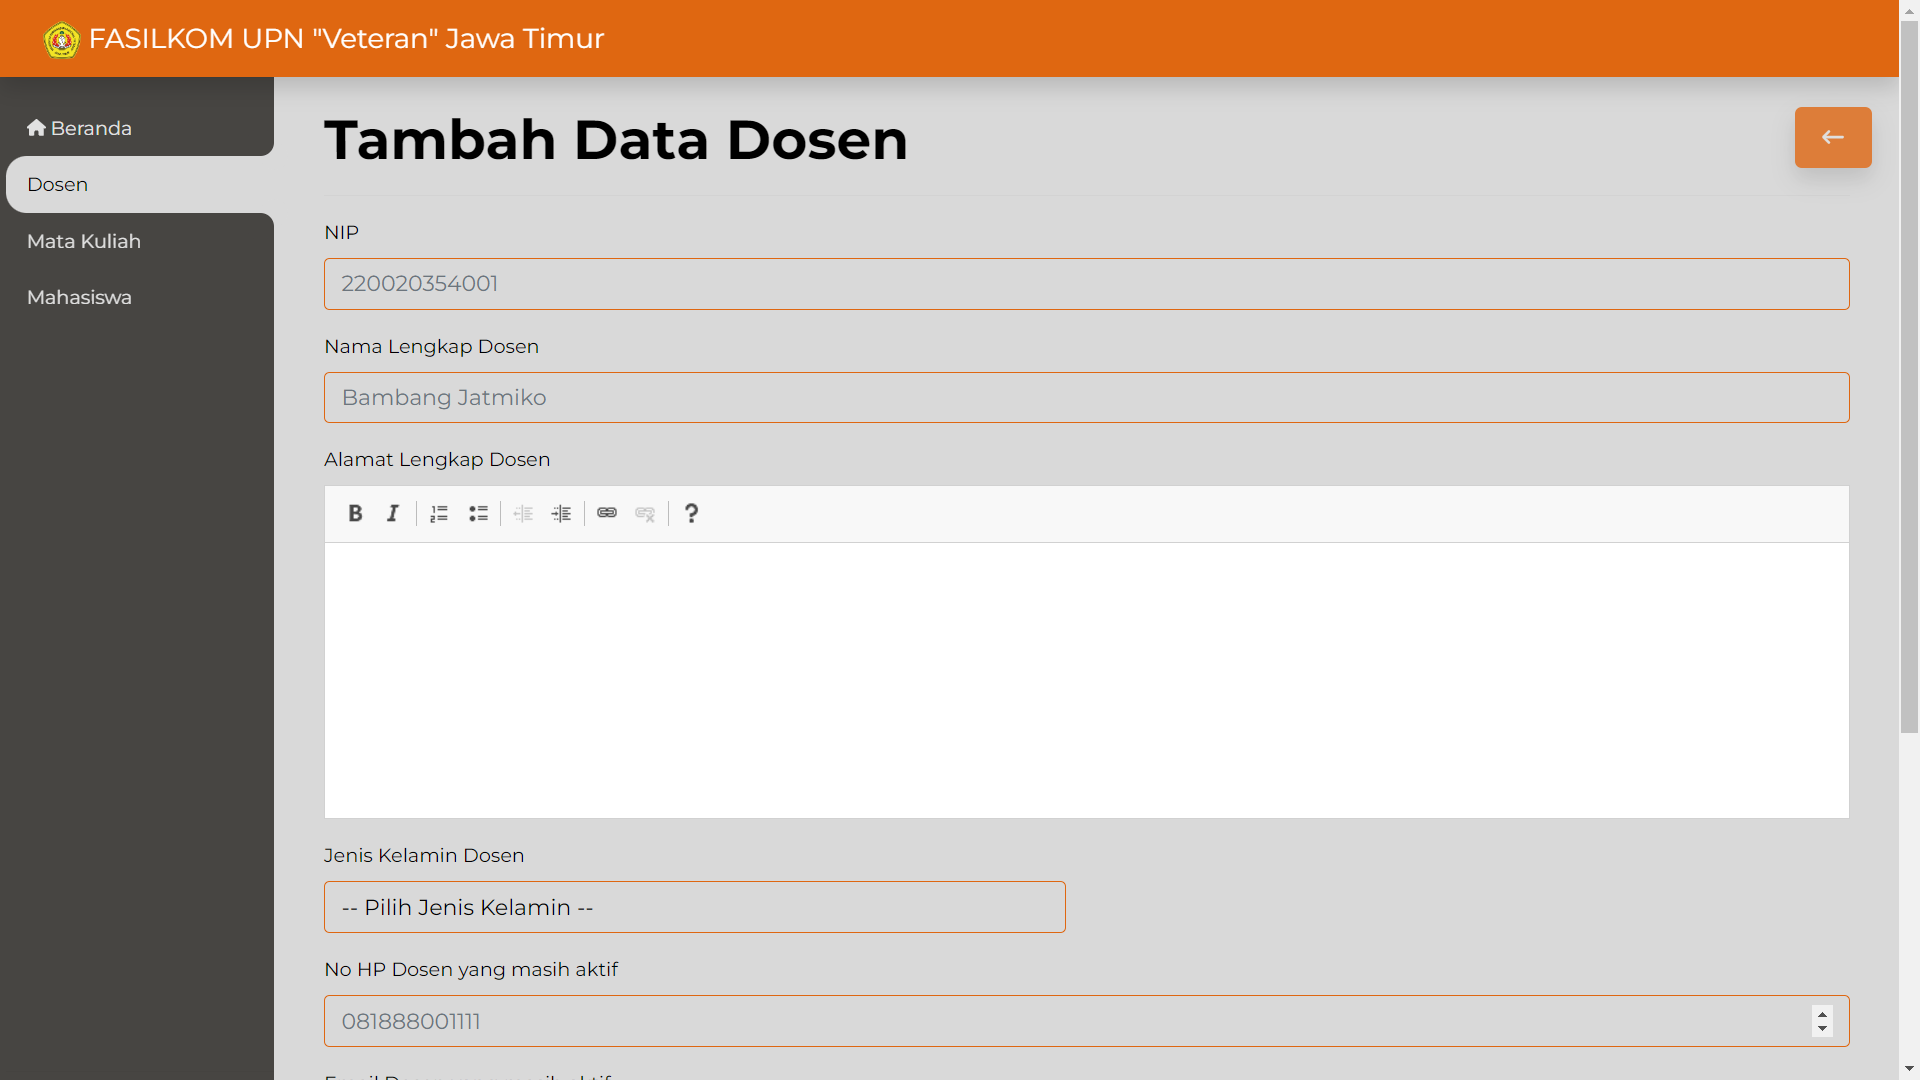 FASILKOM UPN "Veteran" Jawa Timur
Beranda
Dosen
Mata Kuliah
Mahasiswa
Tambah Data Dosen
NIP
220020354001
Nama Lengkap Dosen
Bambang Jatmiko
Alamat Lengkap Dosen
Jenis Kelamin Dosen
-- Pilih Jenis Kelamin --
No HP Dosen yang masih aktif
081888001111